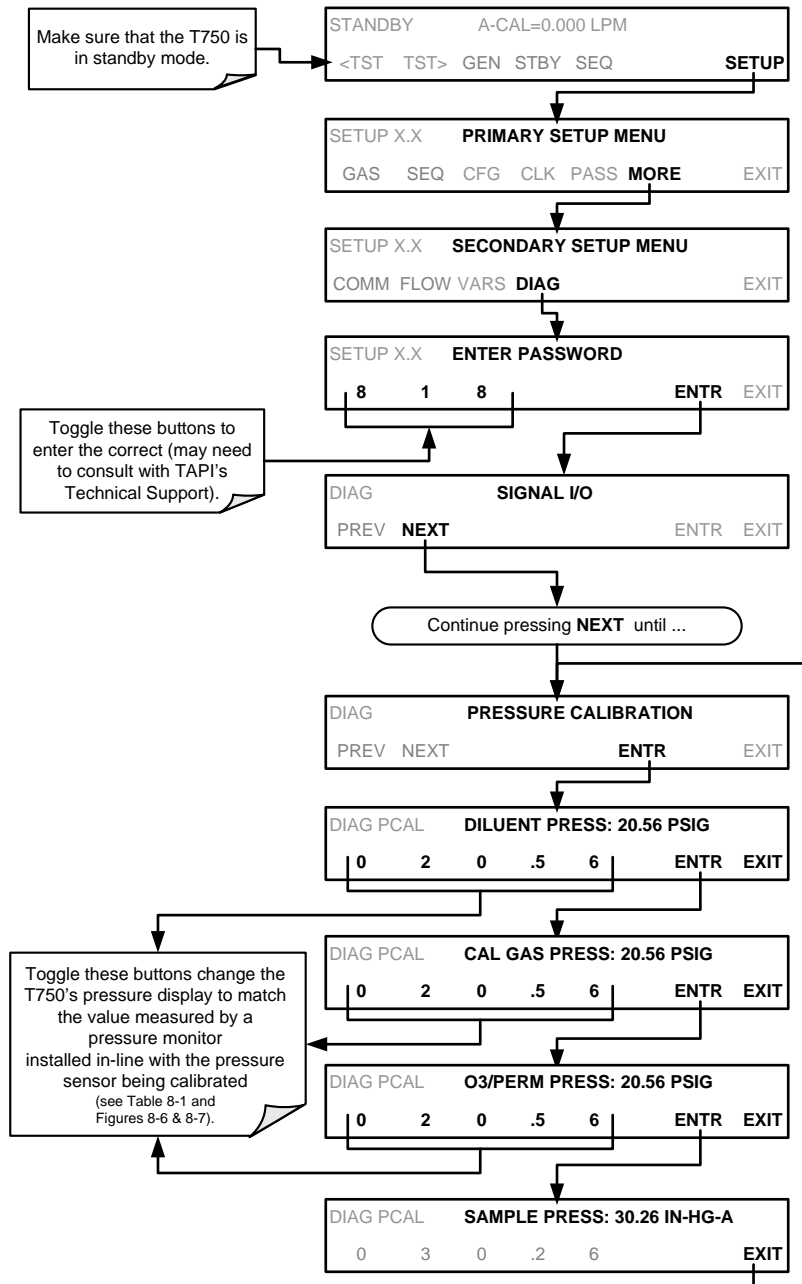 Make sure that the T750 is
in standby mode.
STANDBY A-CAL=0.000 LPM
<TST TST> GEN STBY SEQ SETUP
SETUP X.X PRIMARY SETUP MENU
GAS SEQ CFG CLK PASS MORE EXIT
SETUP X.X SECONDARY SETUP MENU
COMM FLOW VARS DIAG EXIT
SETUP X.X ENTER PASSWORD
8 1 8 ENTR EXIT
Toggle these buttons to
enter the correct (may need
to consult with TAPI's
Technical Support).
DIAG SIGNAL I/O
PREV NEXT ENTR EXIT
Continue pressing NEXT until ...
DIAG PRESSURE CALIBRATION
PREV NEXT ENTR EXIT
DIAG PCAL DILUENT PRESS: 20.56 PSIG
0 2 0 .5 6 ENTR EXIT
DIAG PCAL CAL GAS PRESS: 20.56 PSIG
0 2 0 .5 6 ENTR EXIT
Toggle these buttons change the
T750's pressure display to match
the value measured by a
pressure monitor
installed in-line with the pressure
sensor being calibrated
(see Table 8-1 and
Figures 8-6 & 8-7).
DIAG PCAL O3/PERM PRESS: 20.56 PSIG
0 2 0 .5 6 ENTR EXIT
DIAG PCAL SAMPLE PRESS: 30.26 IN-HG-A
0 3 0 .2 6 EXIT